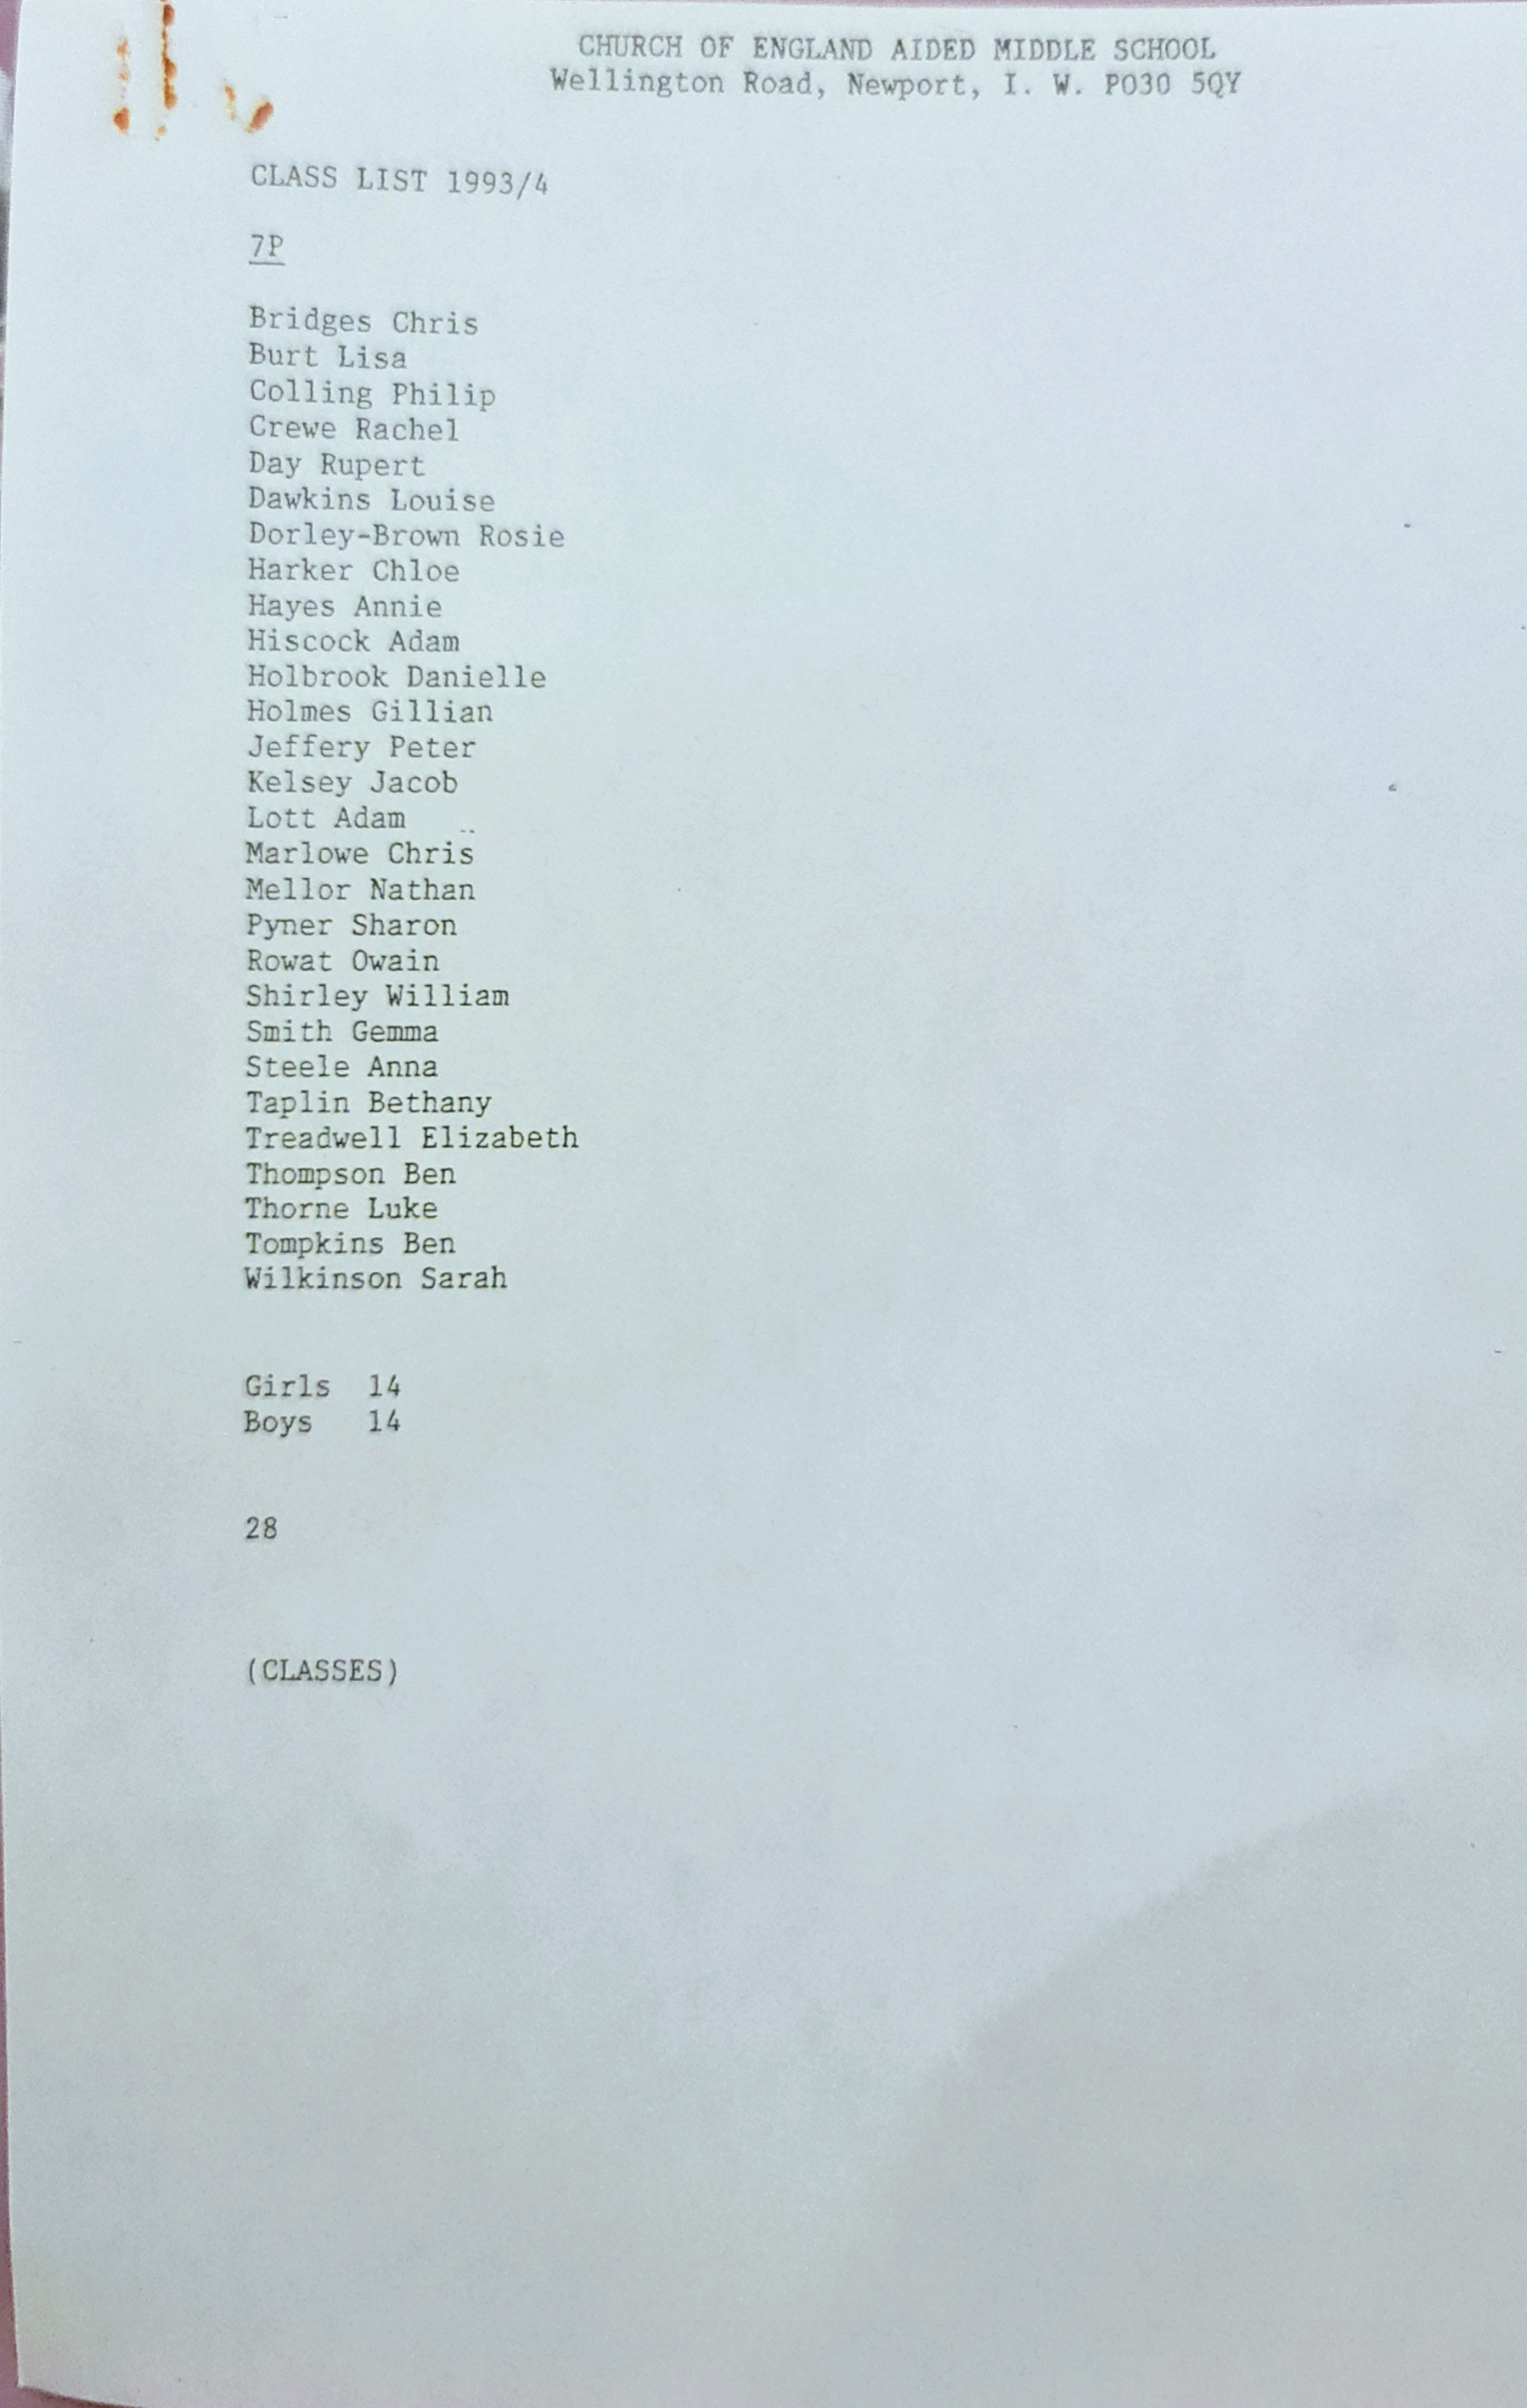 CHURCH OF ENGLAND AIDED MIDDLE SCHOOL
Wellington Road, Newport, I. W. PO30 5QY
CLASS LIST 1993/4
7P
Bridges Chris
Burt Lisa
Colling Philip
Crewe Rachel
Day Rupert
Dawkins Louise
Dorley-Brown Rosie
Harker Chloe
Hayes Annie
Hiscock Adam
Holbrook Danielle
Holmes Gillian
Jeffery Peter
Kelsey Jacob
Lott Adam
Marlowe Chris
Mellor Nathan
Pyner Sharon
Rowat Owain
Shirley William
Smith Gemma
Steele Anna
Taplin Bethany
Treadwell Elizabeth
Thompson Ben
Thorne Luke
Tompkins Ben
Wilkinson Sarah
Girls 14
Boys 14
28
(CLASSES)